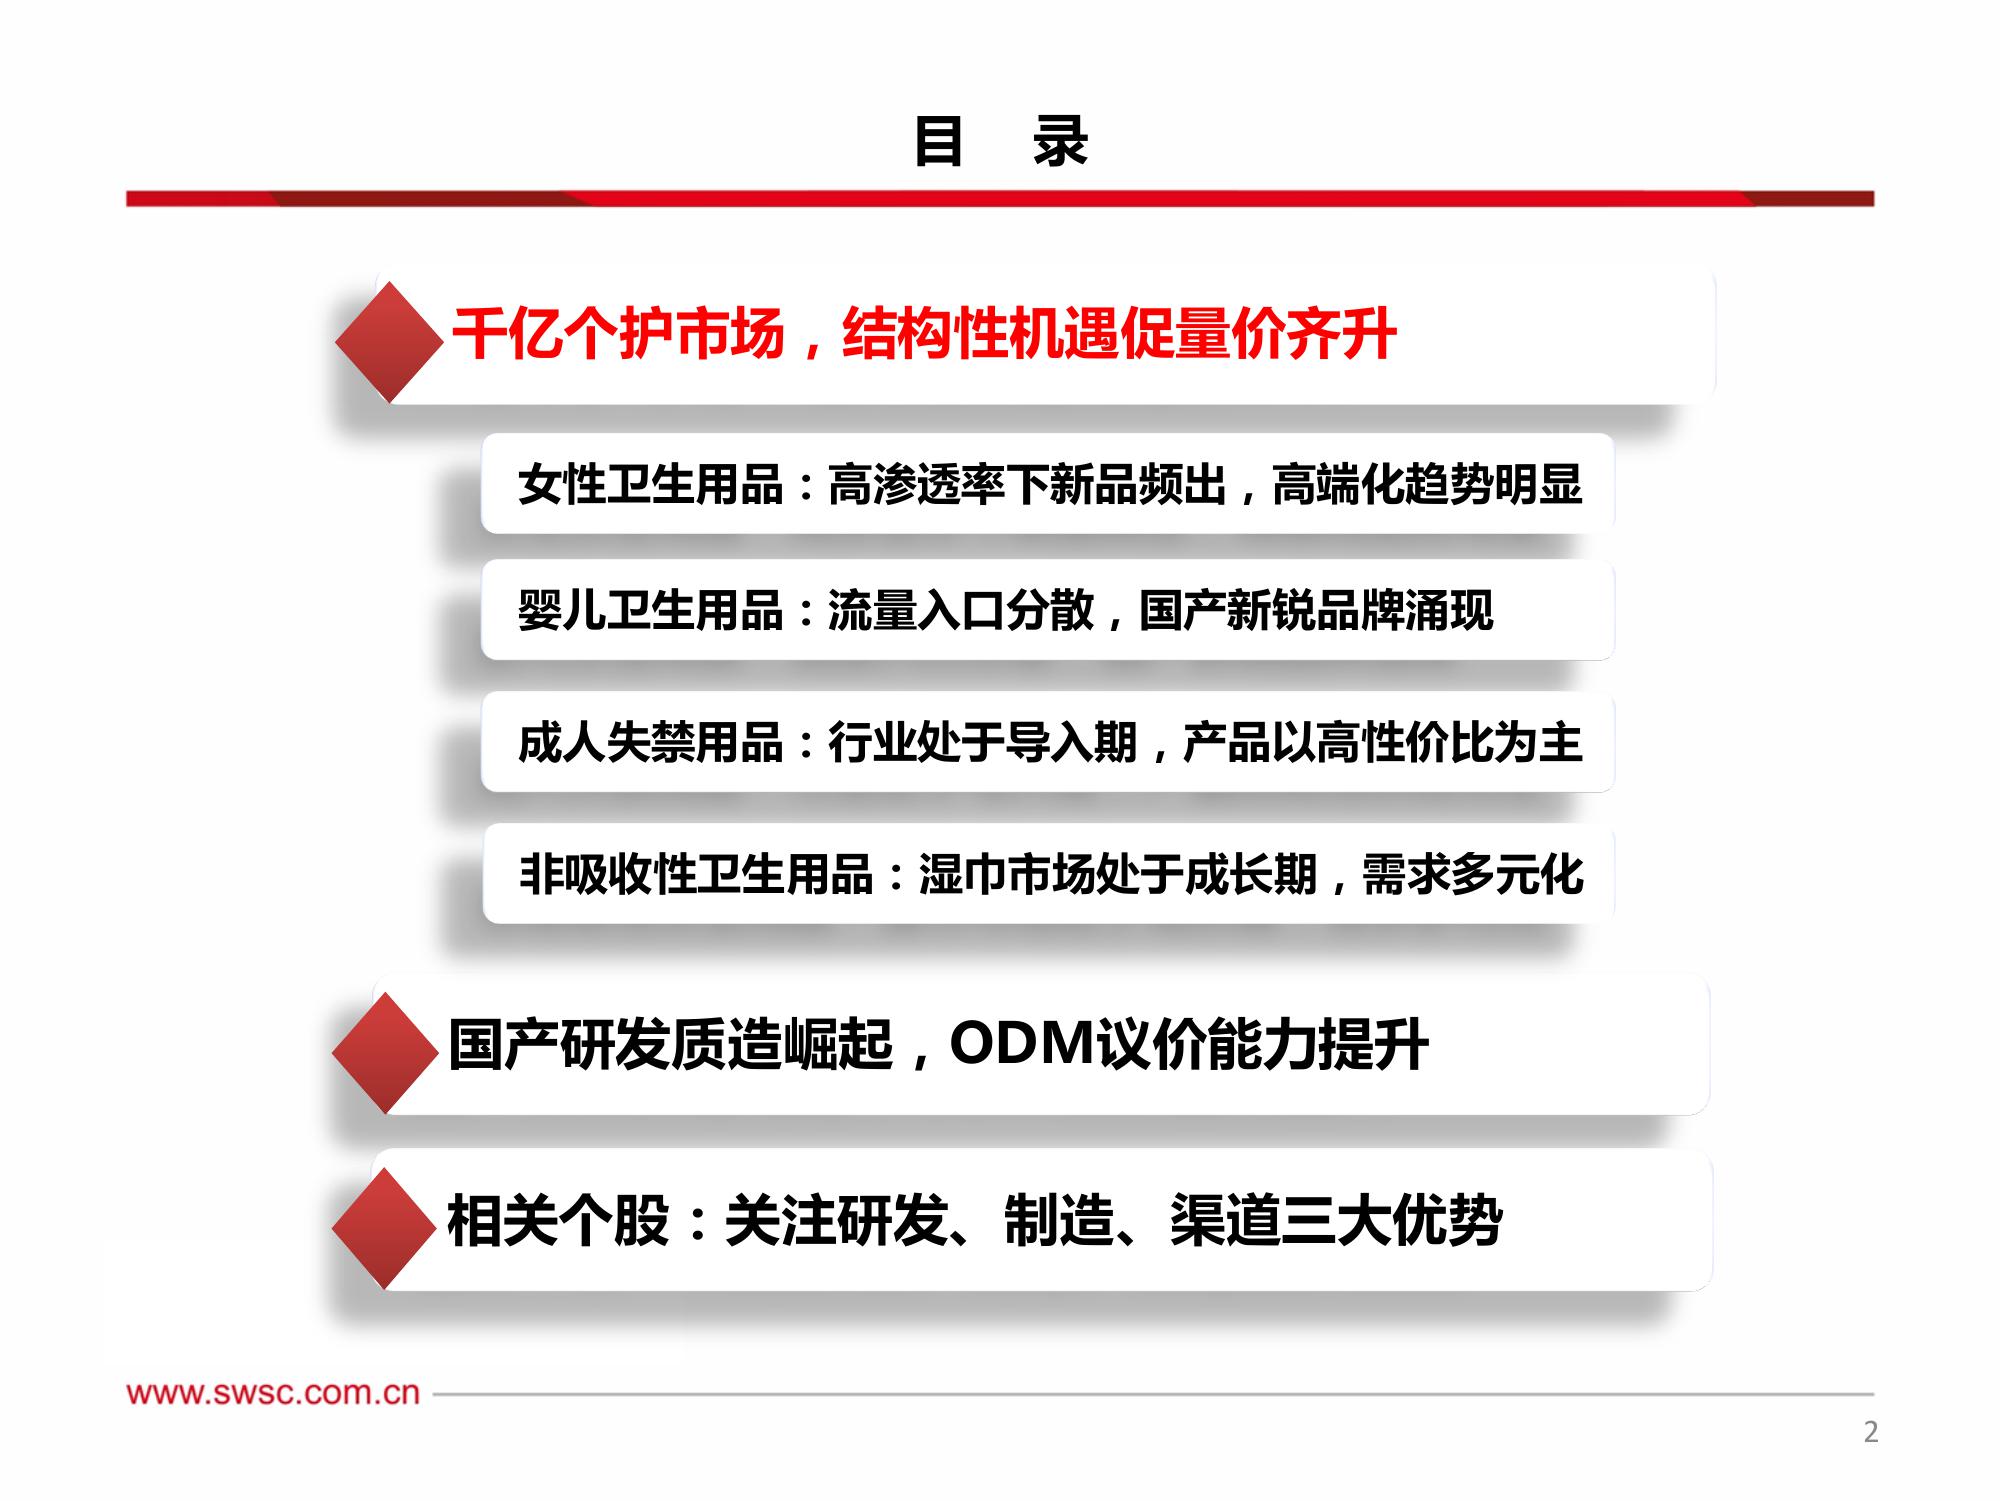 目 录
千亿个护市场，结构性机遇促量价齐升
女性卫生用品：高渗透率下新品频出，高端化趋势明显
婴儿卫生用品：流量入口分散，国产新锐品牌涌现
成人失禁用品：行业处于导入期，产品以高性价比为主
非吸收性卫生用品：湿巾市场处于成长期，需求多元化
国产研发质造崛起，ODM议价能力提升
相关个股：关注研发、制造、渠道三大优势
www.swsc.com.cn
2